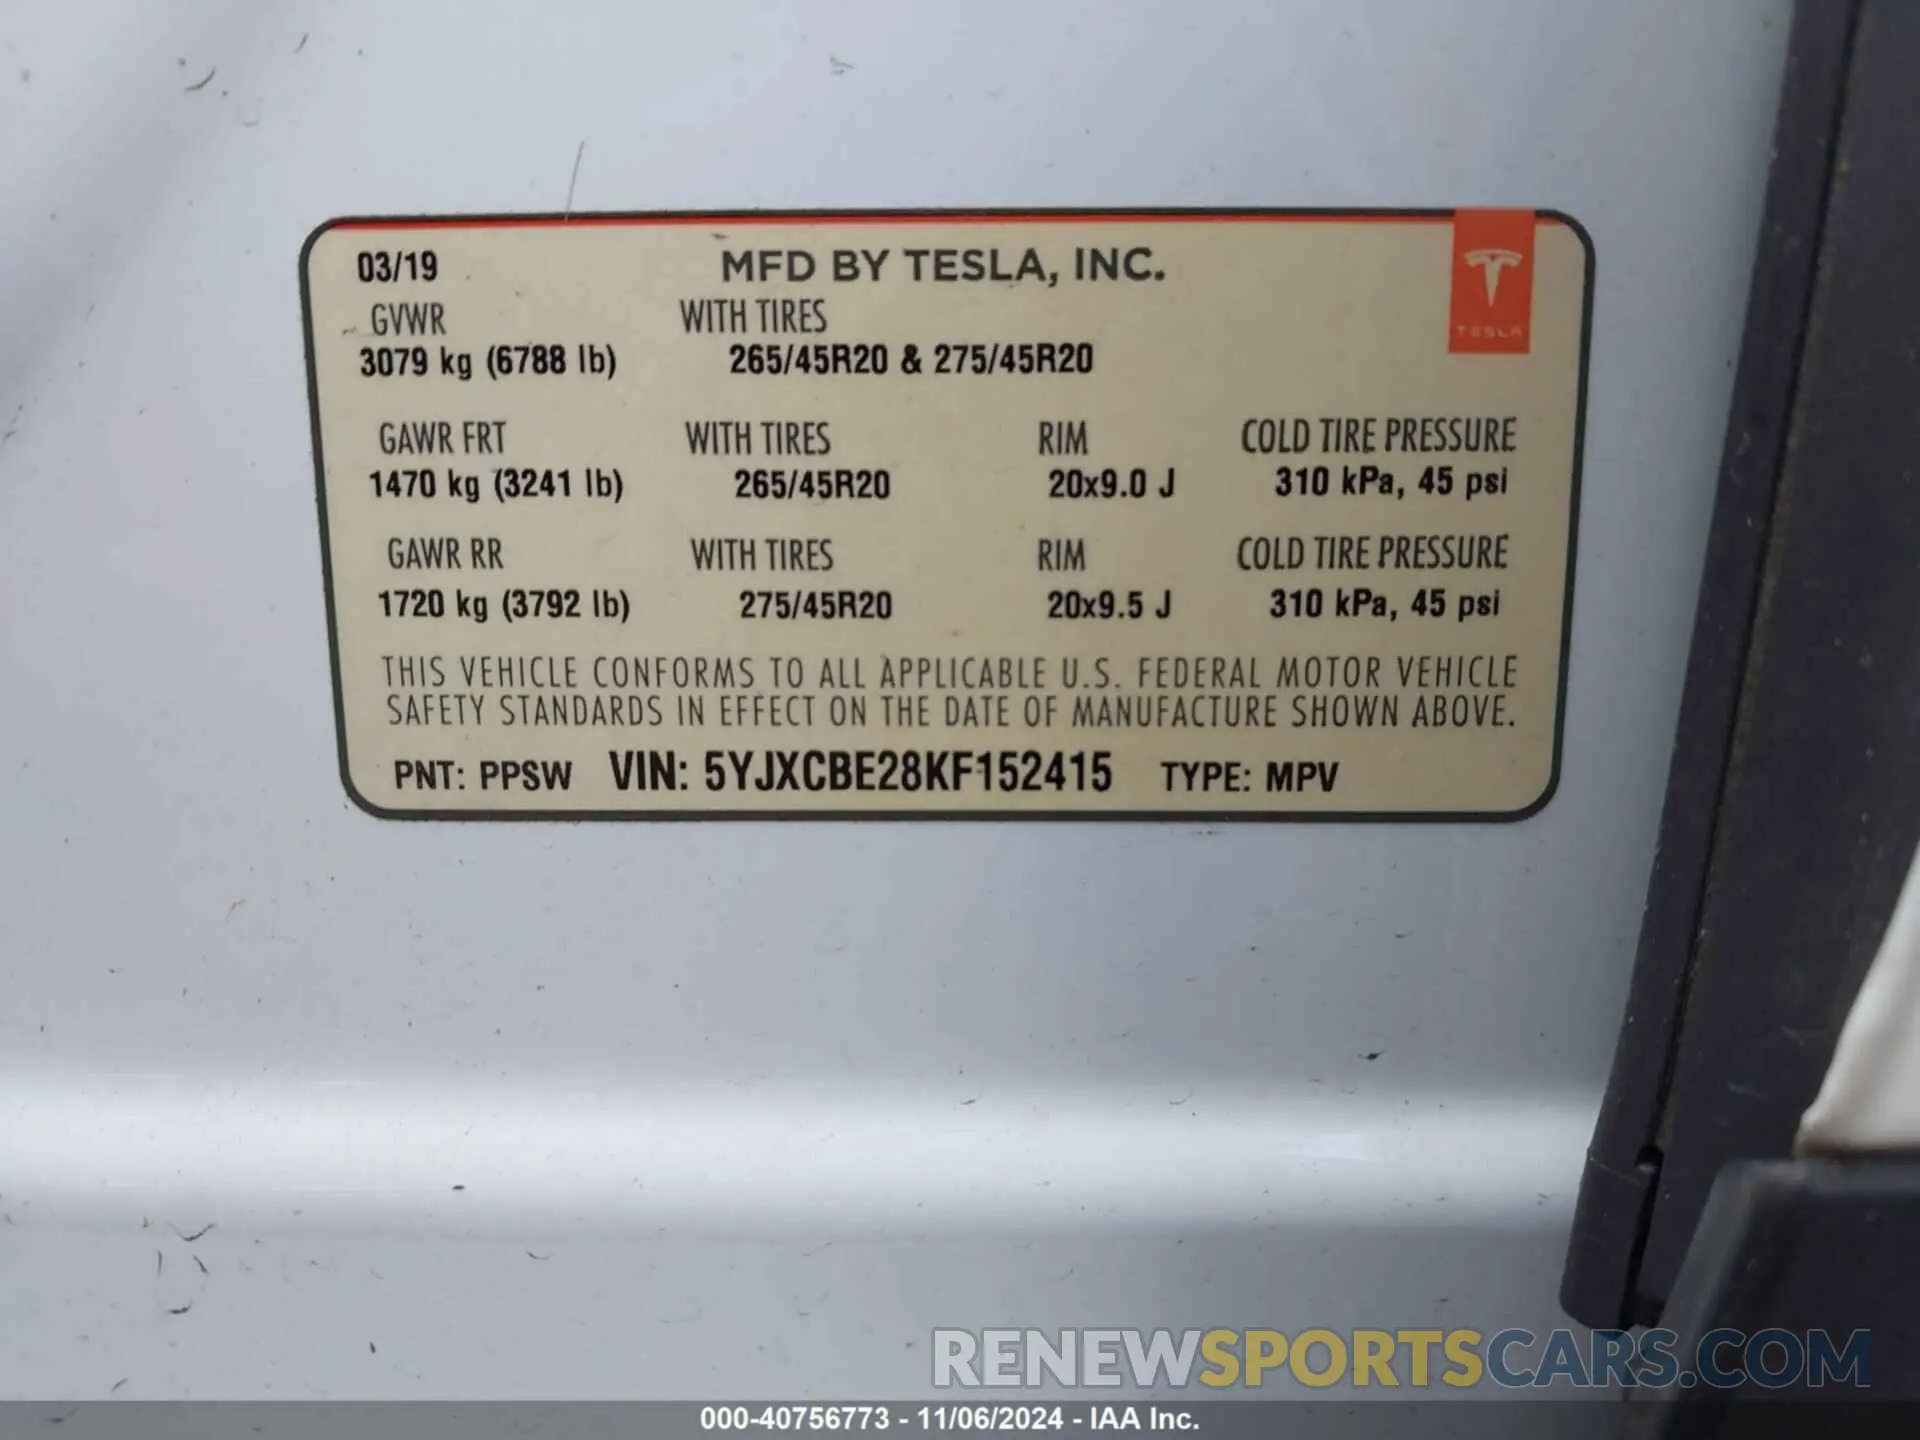 03/19 MFD BY TESLA, INC.
GVWR WITH TIRES
TESLA
3079 kg (6788 lb) 265/45R20 & 275/45R20
GAWR FRT WITH TIRES RIM COLD TIRE PRESSURE
1470 kg (3241 lb) 265/45R20 20x9.0 J 310 kPa, 45 psi
GAWR RR WITH TIRES RIM COLD TIRE PRESSURE
1720 kg (3792 lb) 275/45R20 20x9.5 J 310 kPa, 45 psi
THIS VEHICLE CONFORMS TO ALL APPLICABLE U.S. FEDERAL MOTOR VEHICLE
SAFETY STANDARDS IN EFFECT ON THE DATE OF MANUFACTURE SHOWN ABOVE.
PNT: PPSW VIN: 5YJXCBE28KF152415 TYPE: MPV
RENEWSPORTSCARS.COM
000-40756773 - 11/06/2024 - IAA Inc.